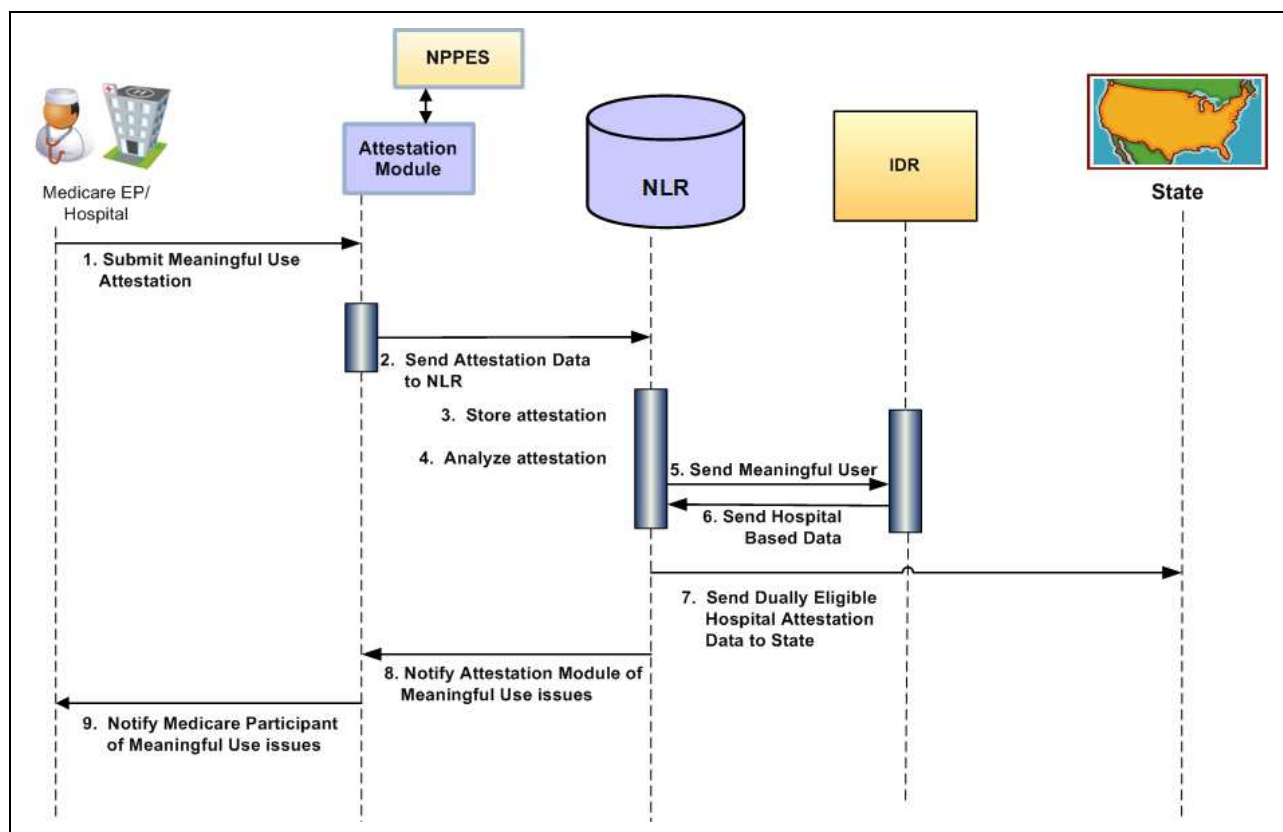 NPPES
Attestation
Module
NLR
IDR
State
Medicare EP/
Hospital
1. Submit Meaningful Use
Attestation
2. Send Attestation Data
to NLR
3. Store attestation
4. Analyze attestation
5. Send Meaningful User
6. Send Hospital
Based Data
7. Send Dually Eligible
Hospital Attestation
Data to State
8. Notify Attestation Module of
Meaningful Use issues
9. Notify Medicare Participant
of Meaningful Use issues